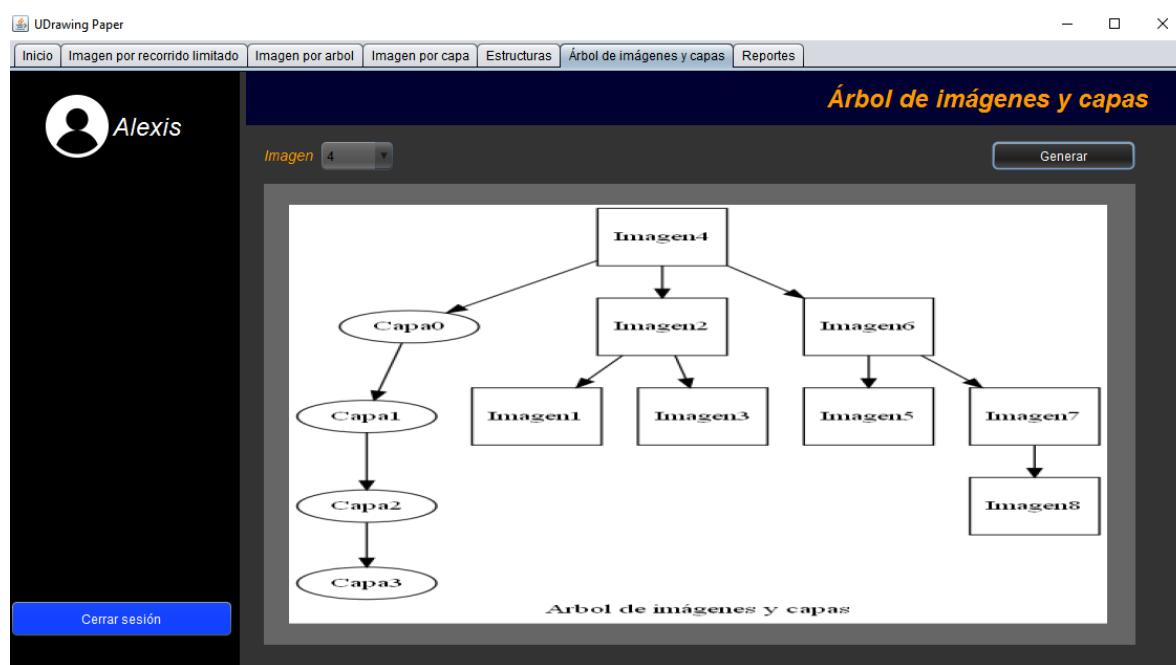 UDrawing Paper
Inicio Imagen por recorrido limitado Imagen por arbol Imagen por capa Estructuras Árbol de imágenes y capas Reportes
Árbol de imágenes y capas
Alexis
Imagen 4 Generar
Imagen4
Capa0 Imagen2 Imagen6
Capa1 Imagen1 Imagen3 Imagen5 Imagen7
Capa2 Imagen8
Capa3
Arbol de imágenes y capas
Cerrar sesión